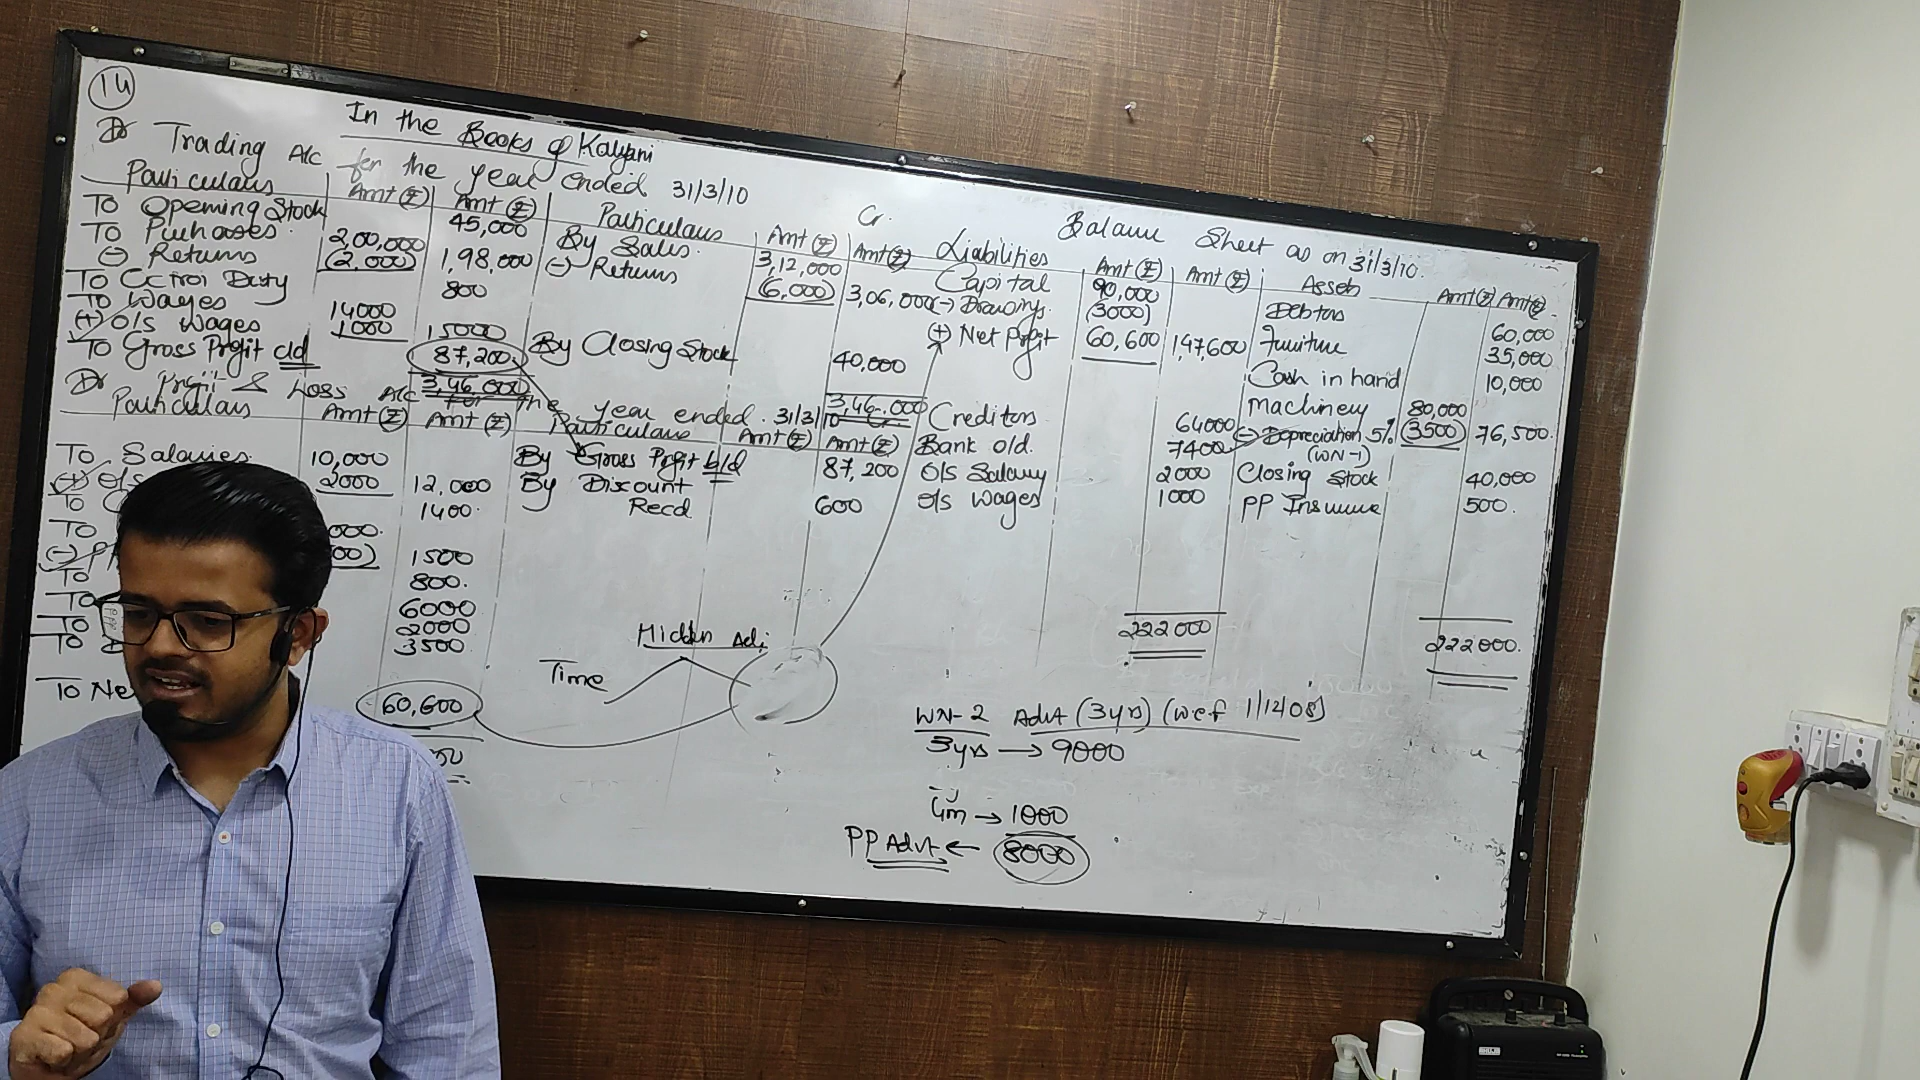 14
In the Books of Kalyani
Dr Trading A/c for the year ended 31/3/10 Cr.
Particulars Amt (₹) Amt (₹) Particulars Amt (₹) Amt (₹)
To Opening Stock 45,000 By Sales 3,12,000
To Purchases 2,00,000 (-) Returns (6,000) 3,06,000
(-) Returns (2,000) 1,98,000
To Octroi Duty 800
To Wages 14000
(+) O/S Wages 1000 15000 By Closing Stock 40,000
To Gross Profit c/d 87,200
3,46,000 3,46,000
Dr Profit & Loss A/c for the year ended 31/3/10
Particulars Amt (₹) Amt (₹) Particulars Amt (₹) Amt (₹)
To Salaries 10,000 By Gross Profit b/d 87,200
(+) O/S 2000 12,000 By Discount
1400 Recd 600
To 000
(-) 00) 1500
To 800
To 6000
To 2000
To 3500
To Ne 60,600
Time
Hidden Adj
Balance Sheet as on 31/3/10.
Liabilities Amt (₹) Amt (₹) Assets Amt (₹) Amt (₹)
Capital 90,000 Debtors 60,000
(-) Drawings (3000) Furniture 35,000
(+) Net Profit 60,600 1,47,600 Cash in hand 10,000
Creditors 64000 Machinery 80,000
Bank o/d. 7400 (-) Depreciation 5% (3500) 76,500
(WN-1)
O/S Salary 2000 Closing Stock 40,000
O/S Wages 1000 PP Insurance 500
222000 222000
WN-2 Advt (3yrs) (wef 1/12/08)
3yrs → 9000
4m → 1000
PP Advt ← 8000